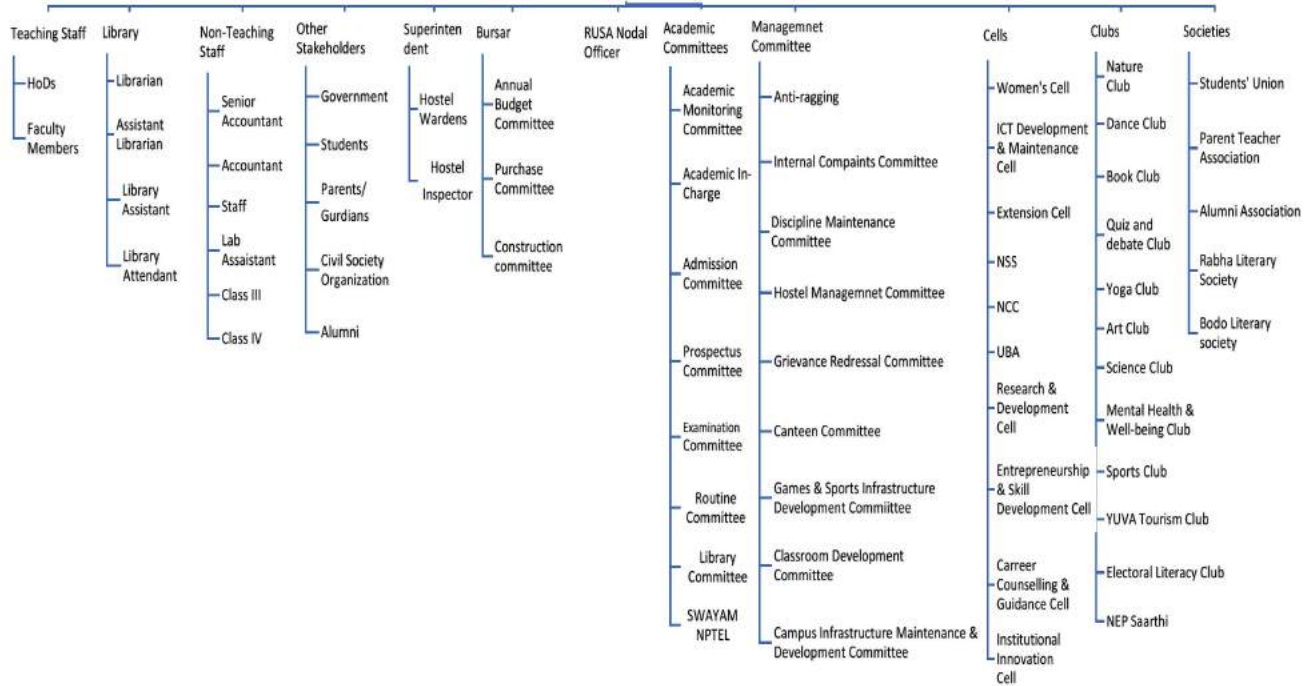 Teaching Staff
HoDs
Faculty
Members
Library
Librarian
Assistant
Librarian
Library
Assistant
Library
Attendant
Non-Teaching
Staff
Senior
Accountant
Accountant
Staff
Lab
Assaistant
Class III
Class IV
Other
Stakeholders
Government
Students
Parents/
Gurdians
Civil Society
Organization
Alumni
Superinten
dent
Hostel
Wardens
Hostel
Inspector
Bursar
Annual
Budget
Committee
Purchase
Committee
Construction
committee
RUSA Nodal
Officer
Academic
Committees
Academic
Monitoring
Committee
Academic In-
Charge
Admission
Committee
Prospectus
Committee
Examination
Committee
Routine
Committee
Library
Committee
SWAYAM
NPTEL
Managemnet
Committee
Anti-ragging
Internal Compaints Committee
Discipline Maintenance
Committee
Hostel Managemnet Committee
Grievance Redressal Committee
Canteen Committee
Games & Sports Infrastructure
Development Commiittee
Classroom Development
Committee
Campus Infrastructure Maintenance &
Development Committee
Cells
Women's Cell
ICT Development
& Maintenance
Cell
Extension Cell
NSS
NCC
UBA
Research &
Development
Cell
Entrepreneurship
& Skill
Development Cell
Carreer
Counselling &
Guidance Cell
Institutional
Innovation
Cell
Clubs
Nature
Club
Dance Club
Book Club
Quiz and
debate Club
Yoga Club
Art Club
Science Club
Mental Health &
Well-being Club
Sports Club
YUVA Tourism Club
Electoral Literacy Club
NEP Saarthi
Societies
Students' Union
Parent Teacher
Association
Alumni Association
Rabha Literary
Society
Bodo Literary
society